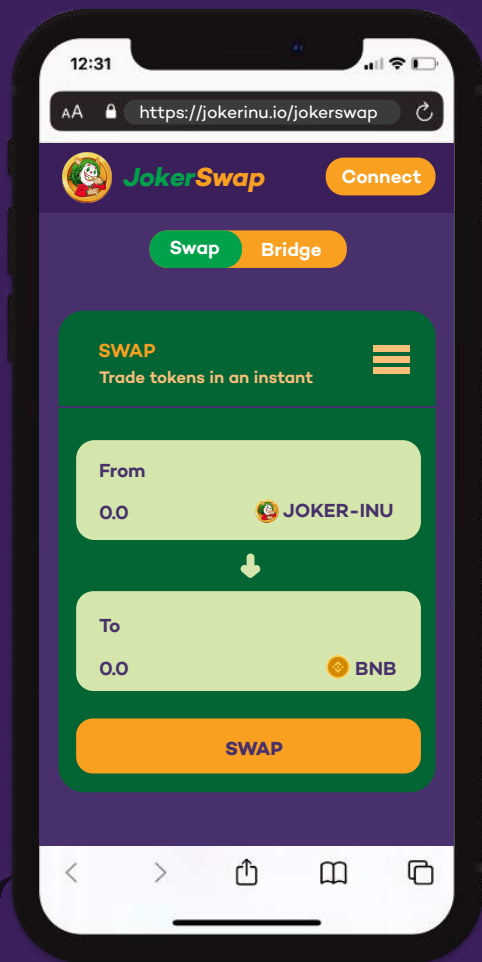 12:31
AA https://jokerinu.io/jokerswap
JokerSwap Connect
Swap Bridge
SWAP
Trade tokens in an instant
From
0.0 JOKER-INU
To
0.0 BNB
SWAP